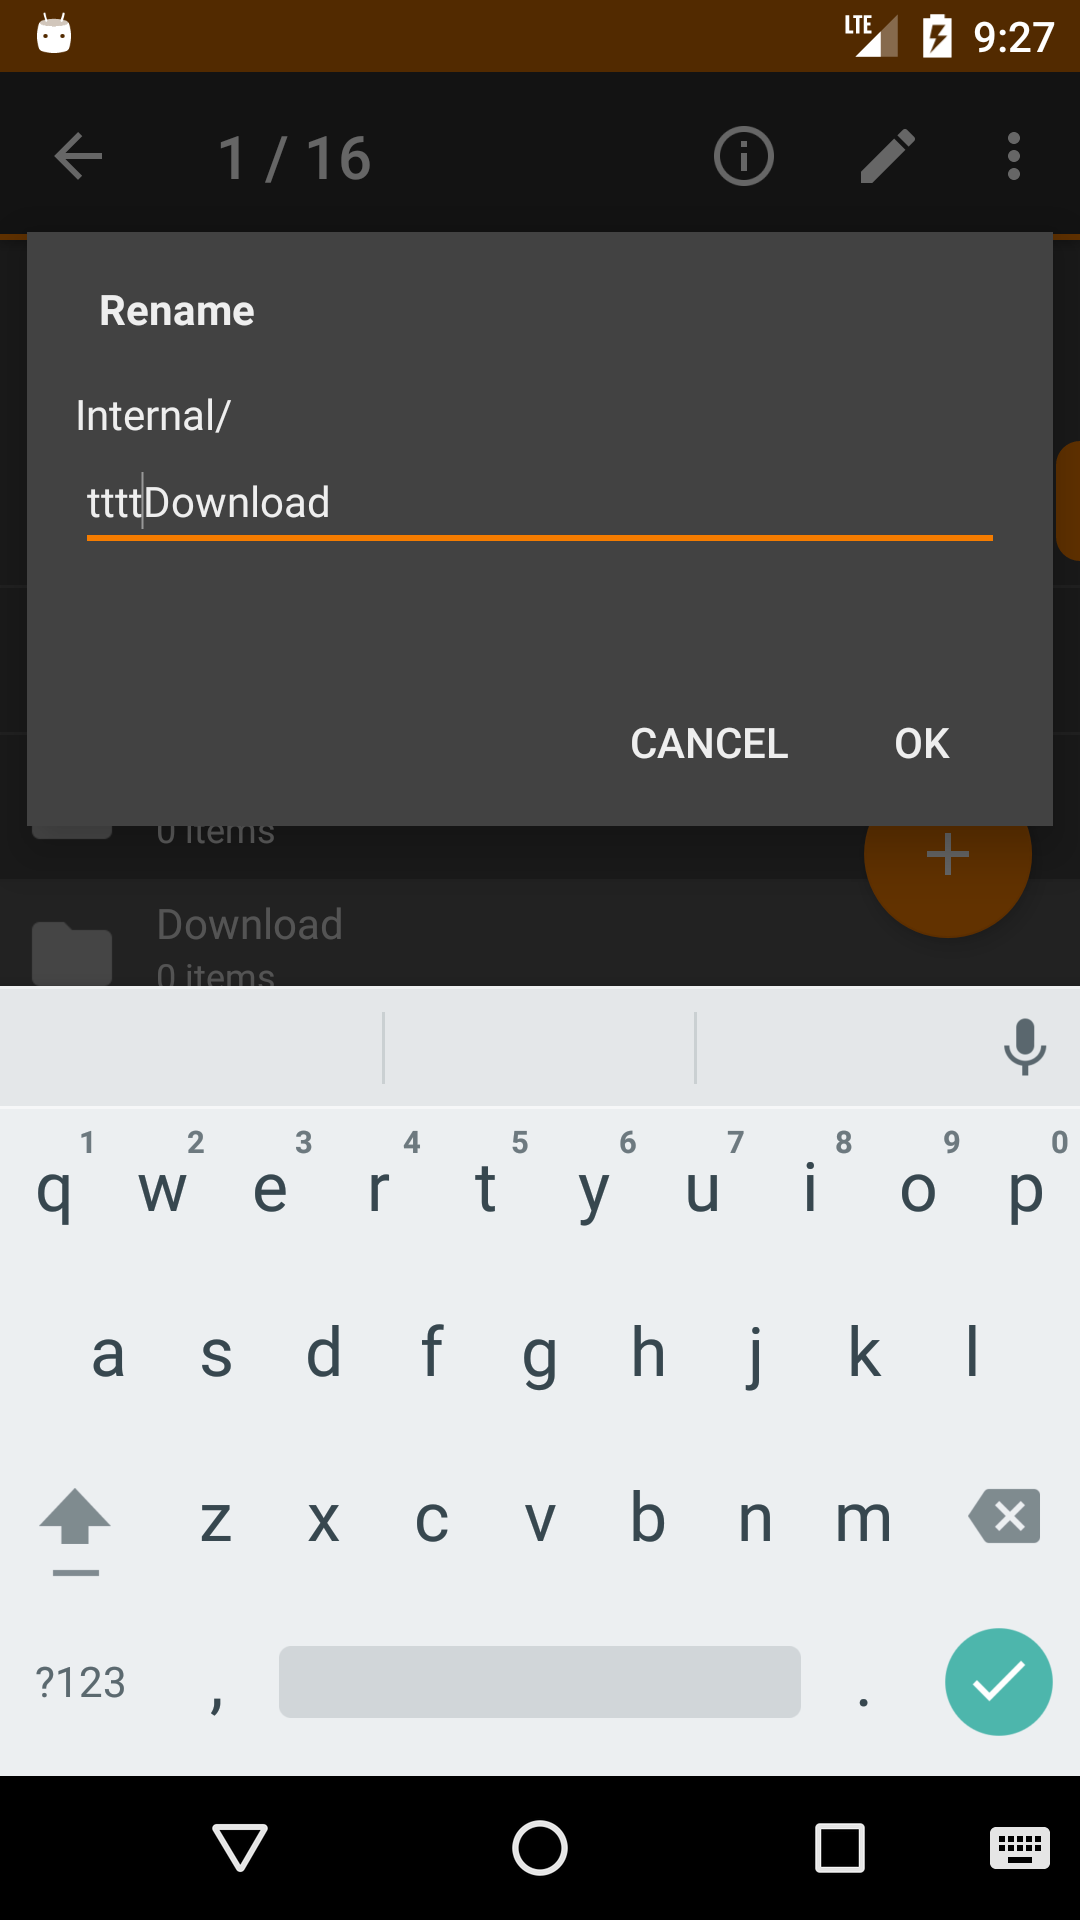 LTE 9:27
1 / 16
Rename
Internal/
ttttDownload
CANCEL OK
0 items
Download
0 items
1 2 3 4 5 6 7 8 9 0
q w e r t y u i o p
a s d f g h j k l
z x c v b n m
?123 , .